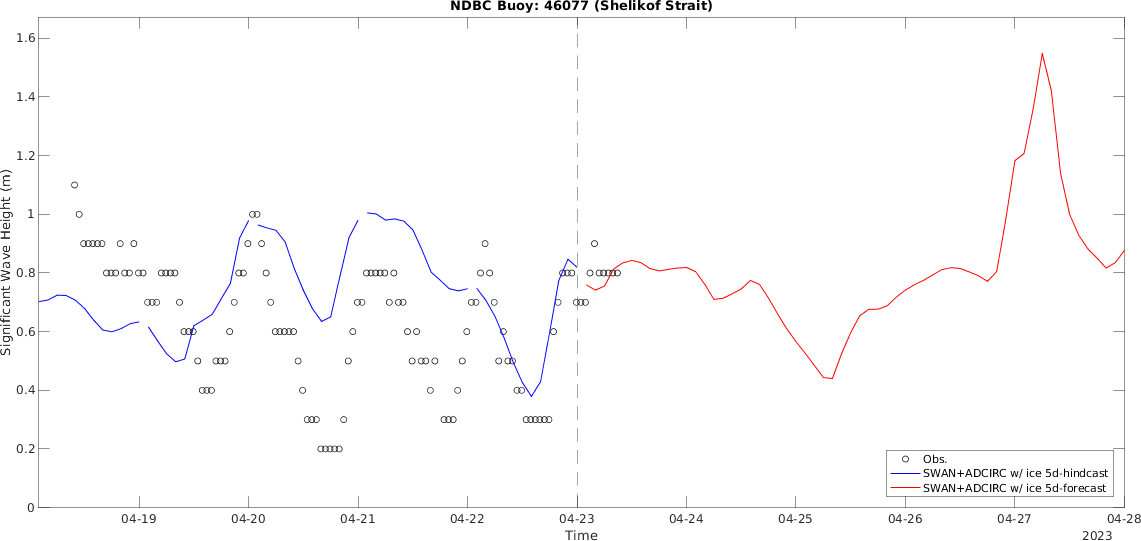 NDBC Buoy: 46077 (Shelikof Strait)
Significant Wave Height (m)
1.6
1.4
1.2
1
0.8
0.6
0.4
0.2
0
Obs.
SWAN+ADCIRC w/ ice 5d-hindcast
SWAN+ADCIRC w/ ice 5d-forecast
04-19 04-20 04-21 04-22 04-23 04-24 04-25 04-26 04-27 04-28
Time
2023